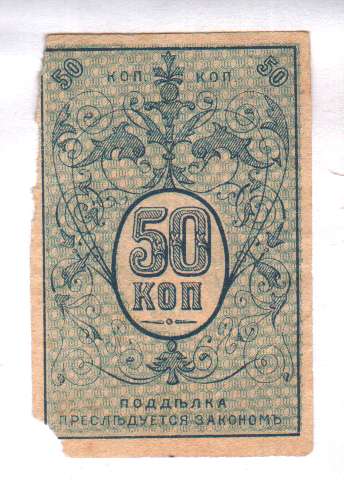 50 50
КОП. КОП.
50
КОП
ПОДДѢЛКА
ПРЕСЛѢДУЕТСЯ ЗАКОНОМЪ